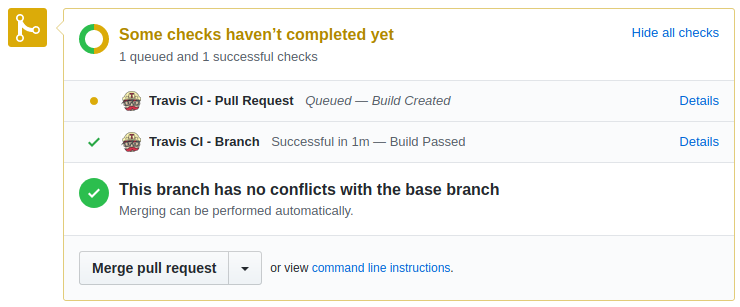 Some checks haven’t completed yet
Hide all checks
1 queued and 1 successful checks
Travis CI - Pull Request Queued — Build Created Details
Travis CI - Branch Successful in 1m — Build Passed Details
This branch has no conflicts with the base branch
Merging can be performed automatically.
Merge pull request or view command line instructions.